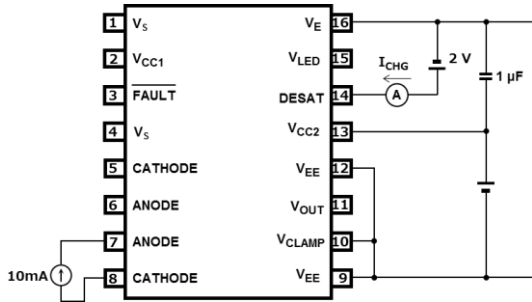 1 VS
2 VCC1
3 FAULT
4 VS
5 CATHODE
6 ANODE
7 ANODE
8 CATHODE
10mA
VE 16
VLED 15
DESAT 14
VCC2 13
VEE 12
VOUT 11
VCLAMP 10
VEE 9
ICHG
A
2 V
1 µF